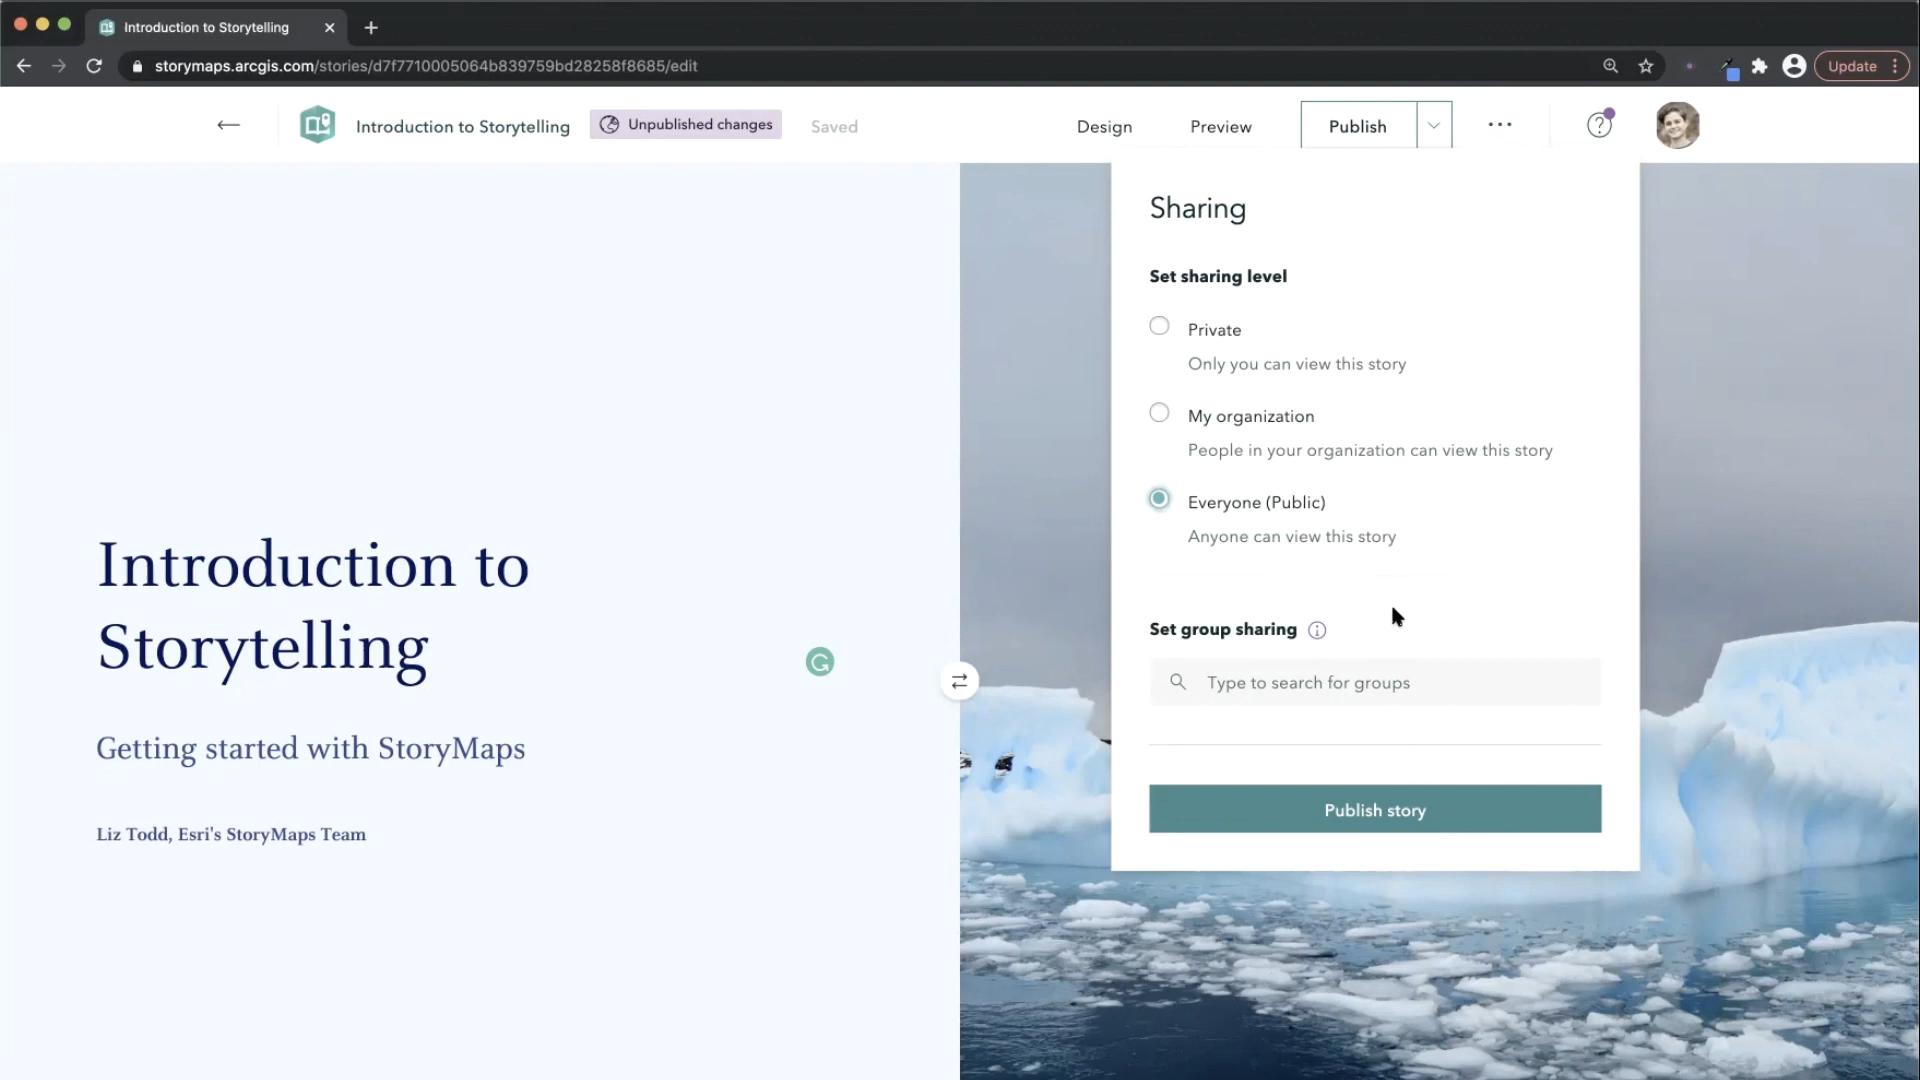 Introduction to Storytelling
storymaps.arcgis.com/stories/d7f7710005064b839759bd28258f8685/edit
Update
Introduction to Storytelling
Unpublished changes
Saved
Design
Preview
Publish
Sharing
Set sharing level
Private
Only you can view this story
My organization
People in your organization can view this story
Everyone (Public)
Anyone can view this story
Set group sharing
Type to search for groups
Publish story
Introduction to
Storytelling
Getting started with StoryMaps
Liz Todd, Esri's StoryMaps Team